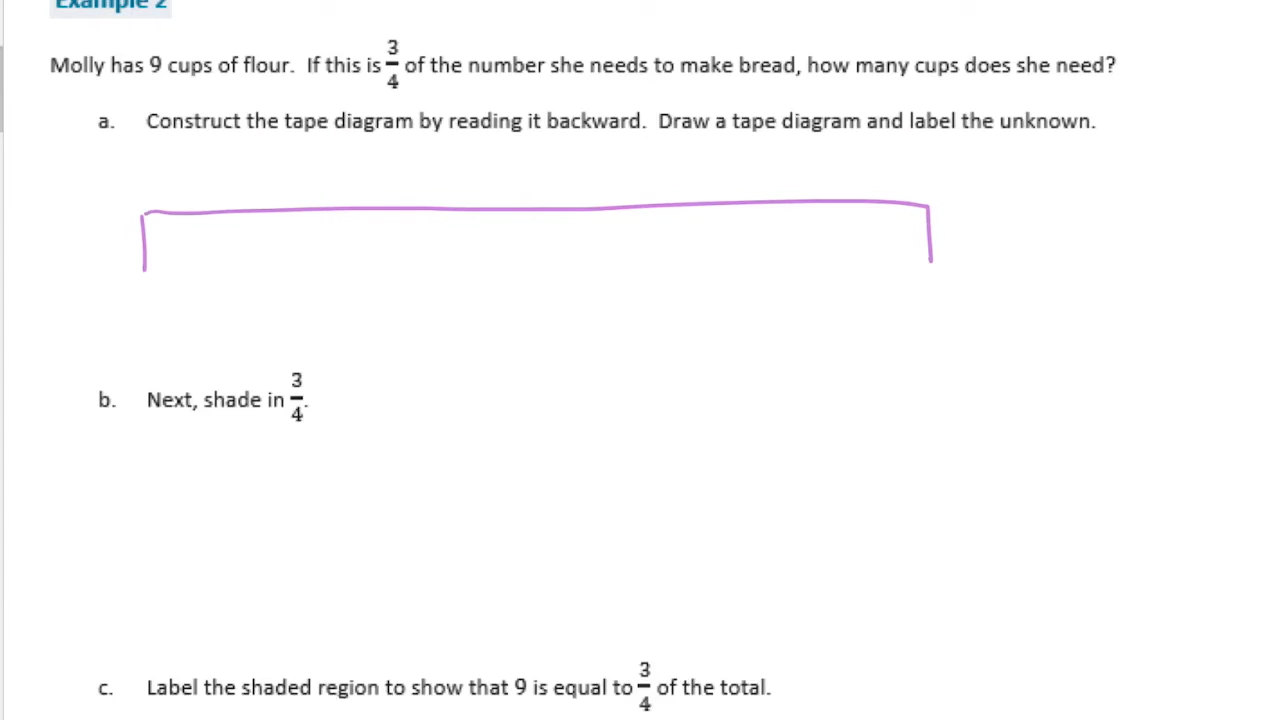 Example 2
Molly has 9 cups of flour. If this is 3/4 of the number she needs to make bread, how many cups does she need?
a. Construct the tape diagram by reading it backward. Draw a tape diagram and label the unknown.
b. Next, shade in 3/4.
c. Label the shaded region to show that 9 is equal to 3/4 of the total.